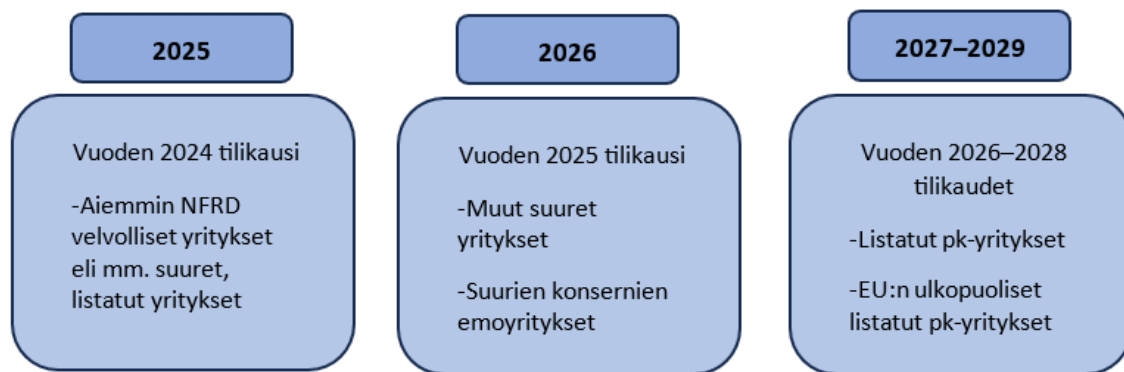 2025
Vuoden 2024 tilikausi
-Aiemmin NFRD
velvolliset yritykset
eli mm. suuret,
listatut yritykset
2026
Vuoden 2025 tilikausi
-Muut suuret
yritykset
-Suurien konsernien
emoyritykset
2027–2029
Vuoden 2026–2028
tilikaudet
-Listatut pk-yritykset
-EU:n ulkopuoliset
listatut pk-yritykset